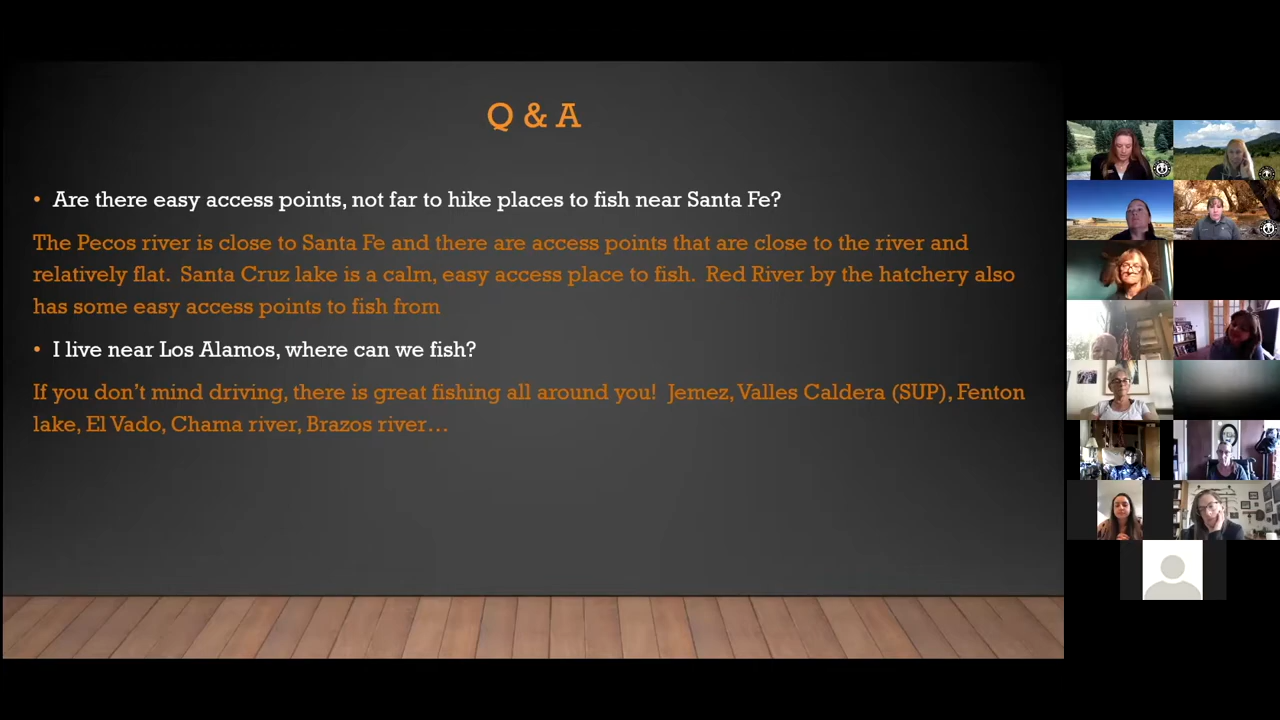 Q & A
• Are there easy access points, not far to hike places to fish near Santa Fe?
The Pecos river is close to Santa Fe and there are access points that are close to the river and
relatively flat.  Santa Cruz lake is a calm, easy access place to fish.  Red River by the hatchery also
has some easy access points to fish from
• I live near Los Alamos, where can we fish?
If you don’t mind driving, there is great fishing all around you!  Jemez, Valles Caldera (SUP), Fenton
lake, El Vado, Chama river, Brazos river…